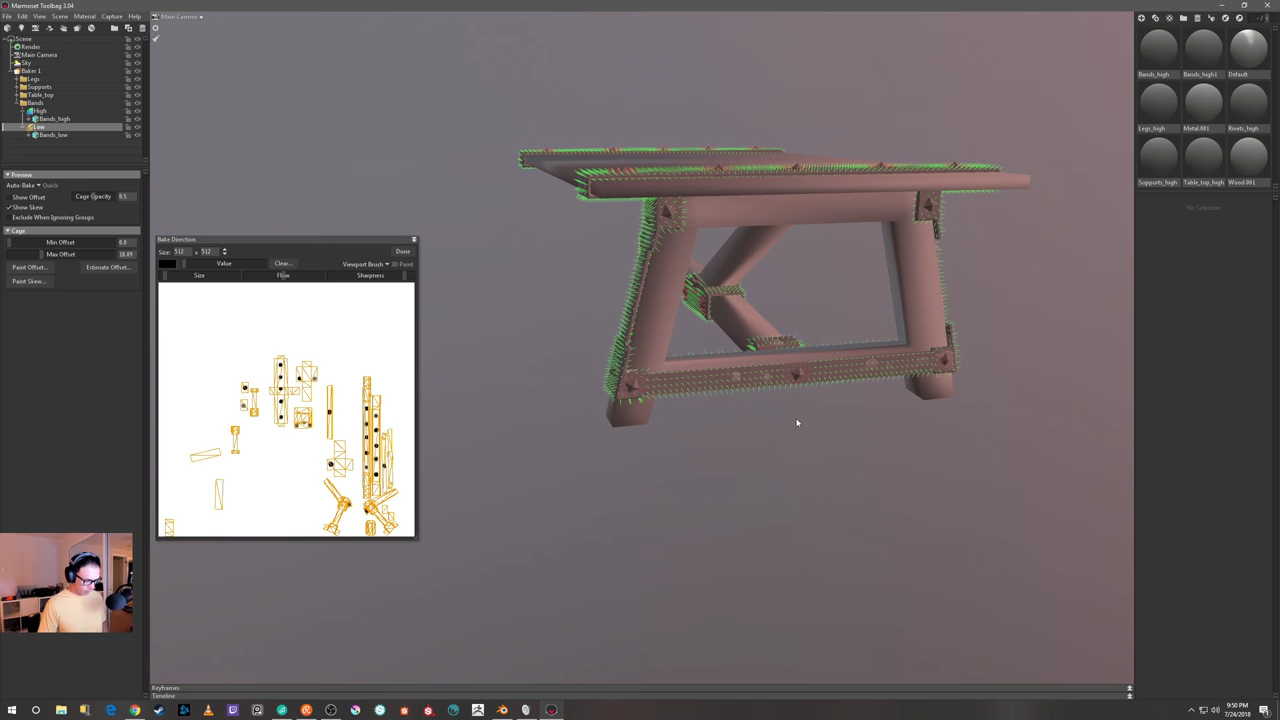 Marmoset Toolbag 3.04
File Edit View Scene Material Capture Help
Main Camera
Scene
Render
Main Camera
Sky
Baker 1
Legs
Supports
Table_top
Bands
High
Bands_high
Low
Bands_low
Preview
Auto-Bake Quick
Show Offset Cage Opacity 0.5
Show Skew
Exclude When Ignoring Groups
Cage
Min Offset 0.0
Max Offset
Paint Offset... Estimate Offset...
Paint Skew...
Bake Direction
Size: 512 x 512 Done
Value Clear... Viewport Brush 3D Paint
Size Flow Sharpness
Bands_high Bands_high1 Default
Legs_high Metal.001 Rivets_high
Supports_high Table_top_high Wood.001
No Selection
Keyframes
Timeline
9:50 PM
7/24/2018